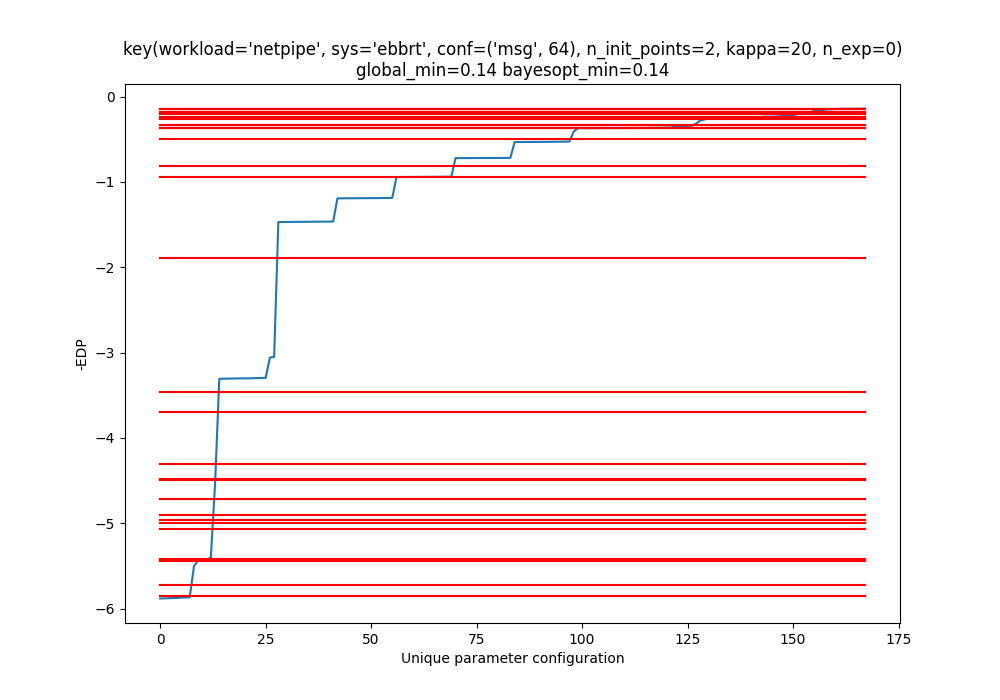 key(workload='netpipe', sys='ebbrt', conf=('msg', 64), n_init_points=2, kappa=20, n_exp=0)
global_min=0.14 bayesopt_min=0.14
0
−1
−2
−3
−4
−5
−6
-EDP
0 25 50 75 100 125 150 175
Unique parameter configuration